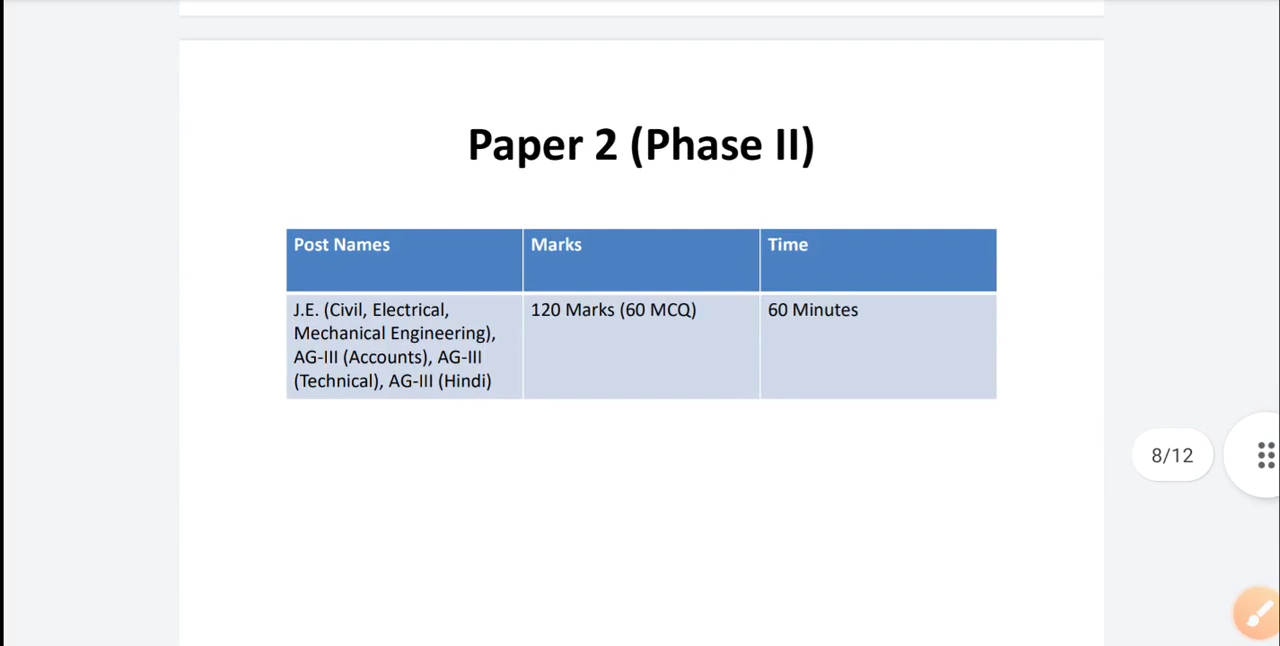 Paper 2 (Phase II)
Post Names
Marks
Time
J.E. (Civil, Electrical,
Mechanical Engineering),
AG-III (Accounts), AG-III
(Technical), AG-III (Hindi)
120 Marks (60 MCQ)
60 Minutes
8/12